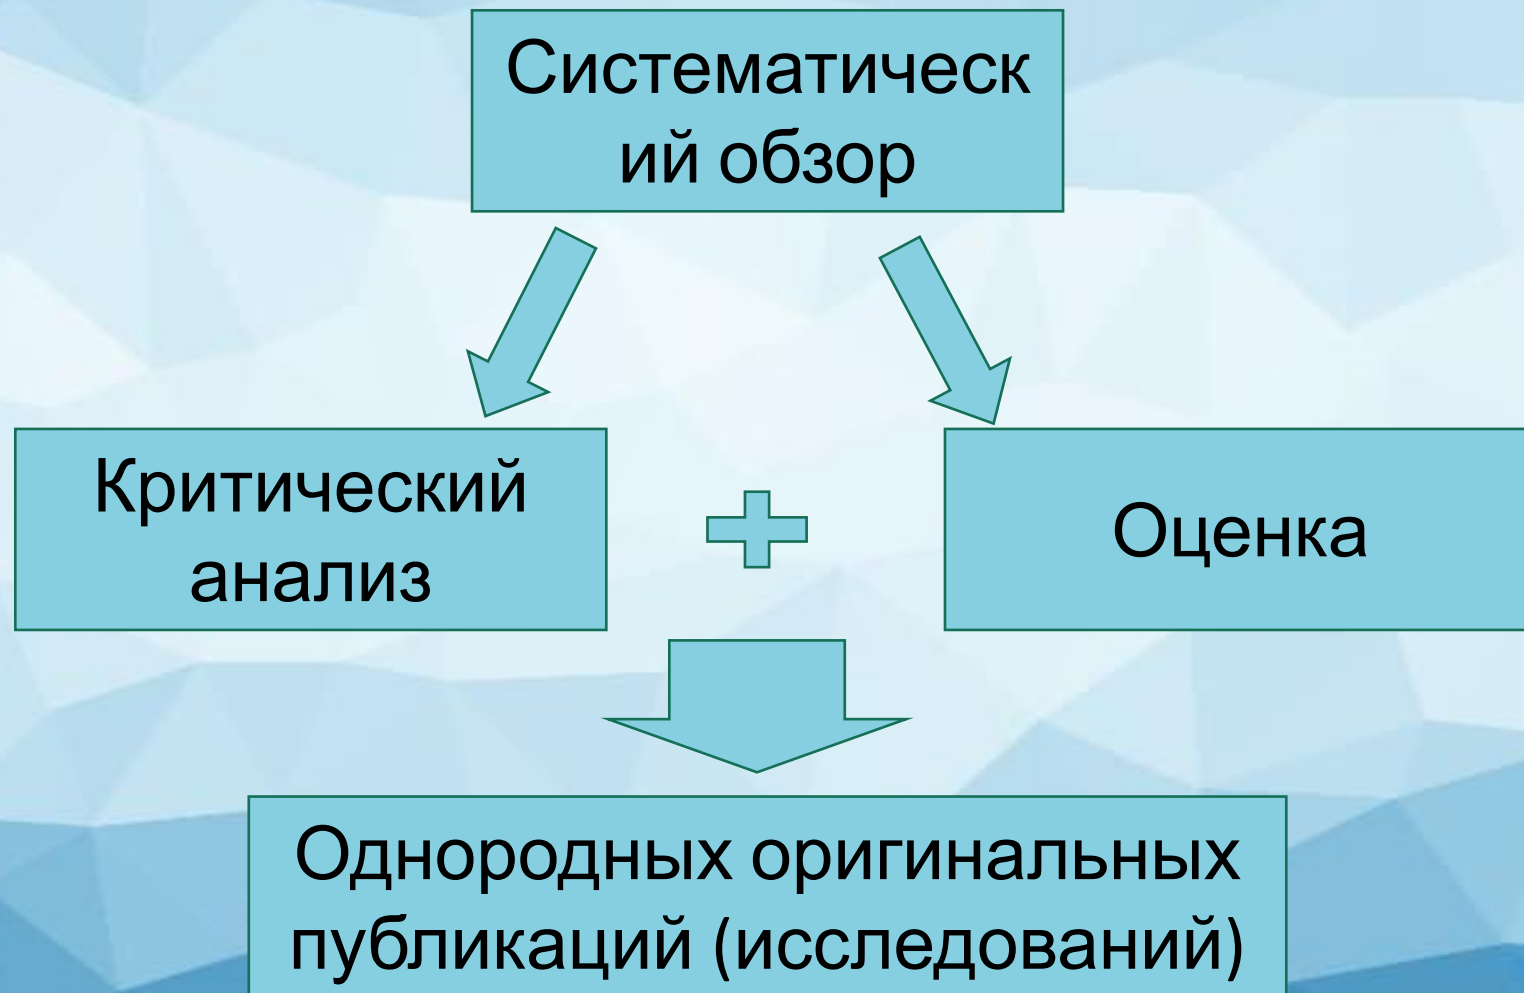 Систематическ
ий обзор
Критический
анализ
Оценка
Однородных оригинальных
публикаций (исследований)